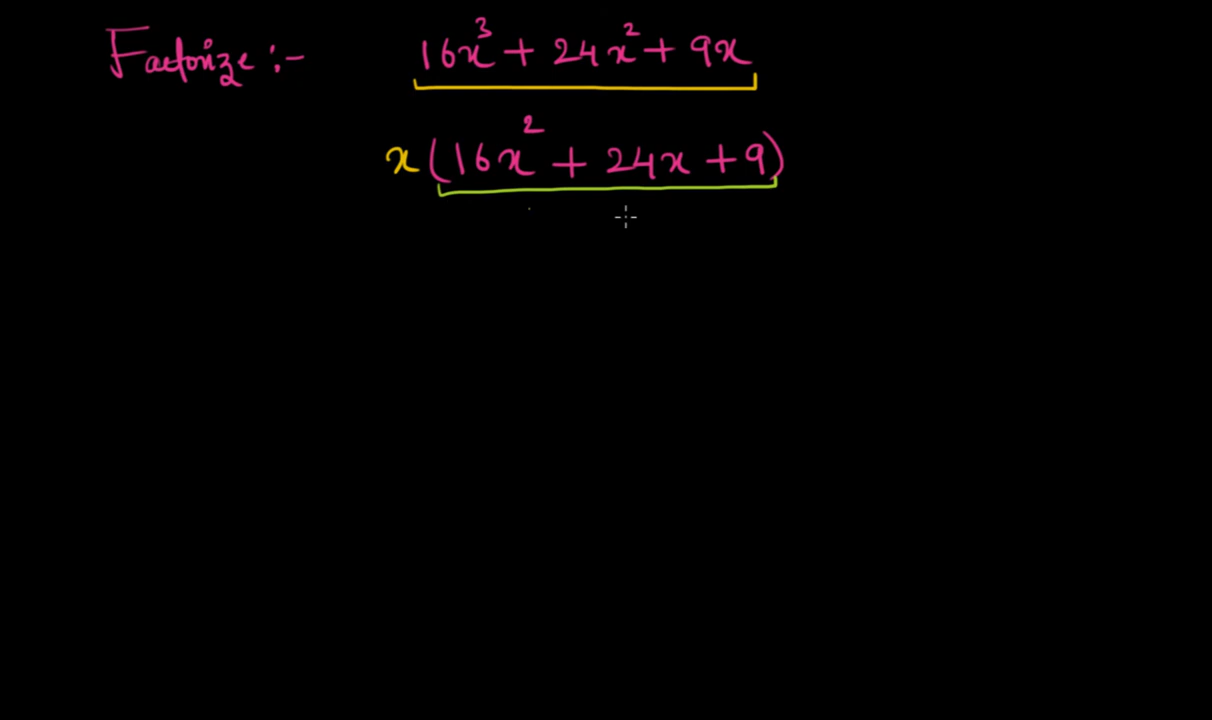 Factorize :- 16x³ + 24x² + 9x
x(16x² + 24x + 9)